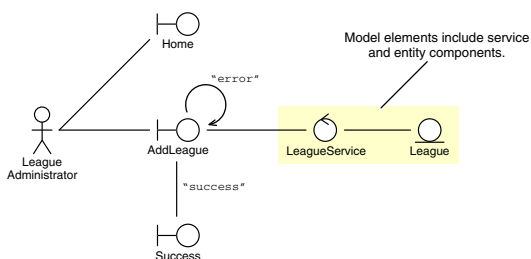 Model elements include service
and entity components.
Home
"error"
League
Administrator
AddLeague
LeagueService
League
"success"
Success